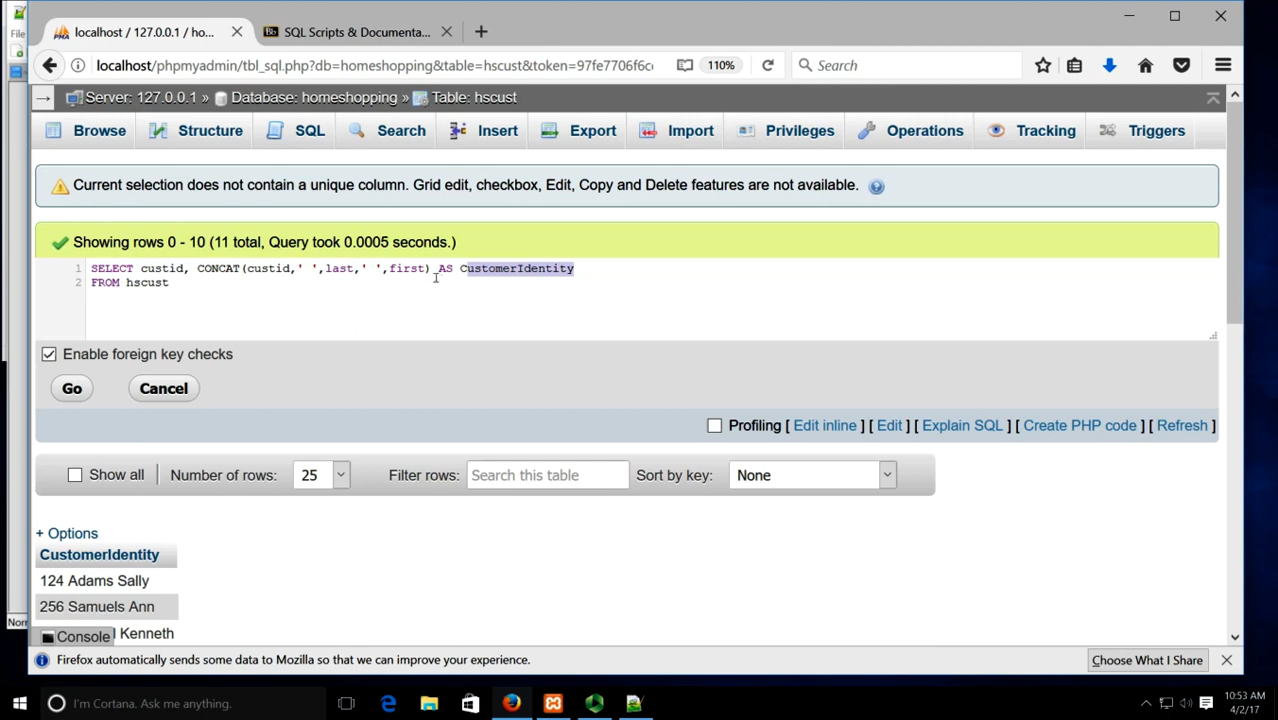 File
localhost / 127.0.0.1 / ho...
SQL Scripts & Documenta...
localhost/phpmyadmin/tbl_sql.php?db=homeshopping&table=hscust&token=97fe7706f6cc
110%
Search
Server: 127.0.0.1 » Database: homeshopping » Table: hscust
Browse Structure SQL Search Insert Export Import Privileges Operations Tracking Triggers
Current selection does not contain a unique column. Grid edit, checkbox, Edit, Copy and Delete features are not available.
Showing rows 0 - 10 (11 total, Query took 0.0005 seconds.)
1 SELECT custid, CONCAT(custid,' ',last,' ',first) AS CustomerIdentity
2 FROM hscust
Enable foreign key checks
Go Cancel
Profiling [ Edit inline ] [ Edit ] [ Explain SQL ] [ Create PHP code ] [ Refresh ]
Show all Number of rows: 25 Filter rows: Search this table Sort by key: None
+ Options
CustomerIdentity
124 Adams Sally
256 Samuels Ann
Console Kenneth
Firefox automatically sends some data to Mozilla so that we can improve your experience. Choose What I Share
I'm Cortana. Ask me anything.
10:53 AM
4/2/17